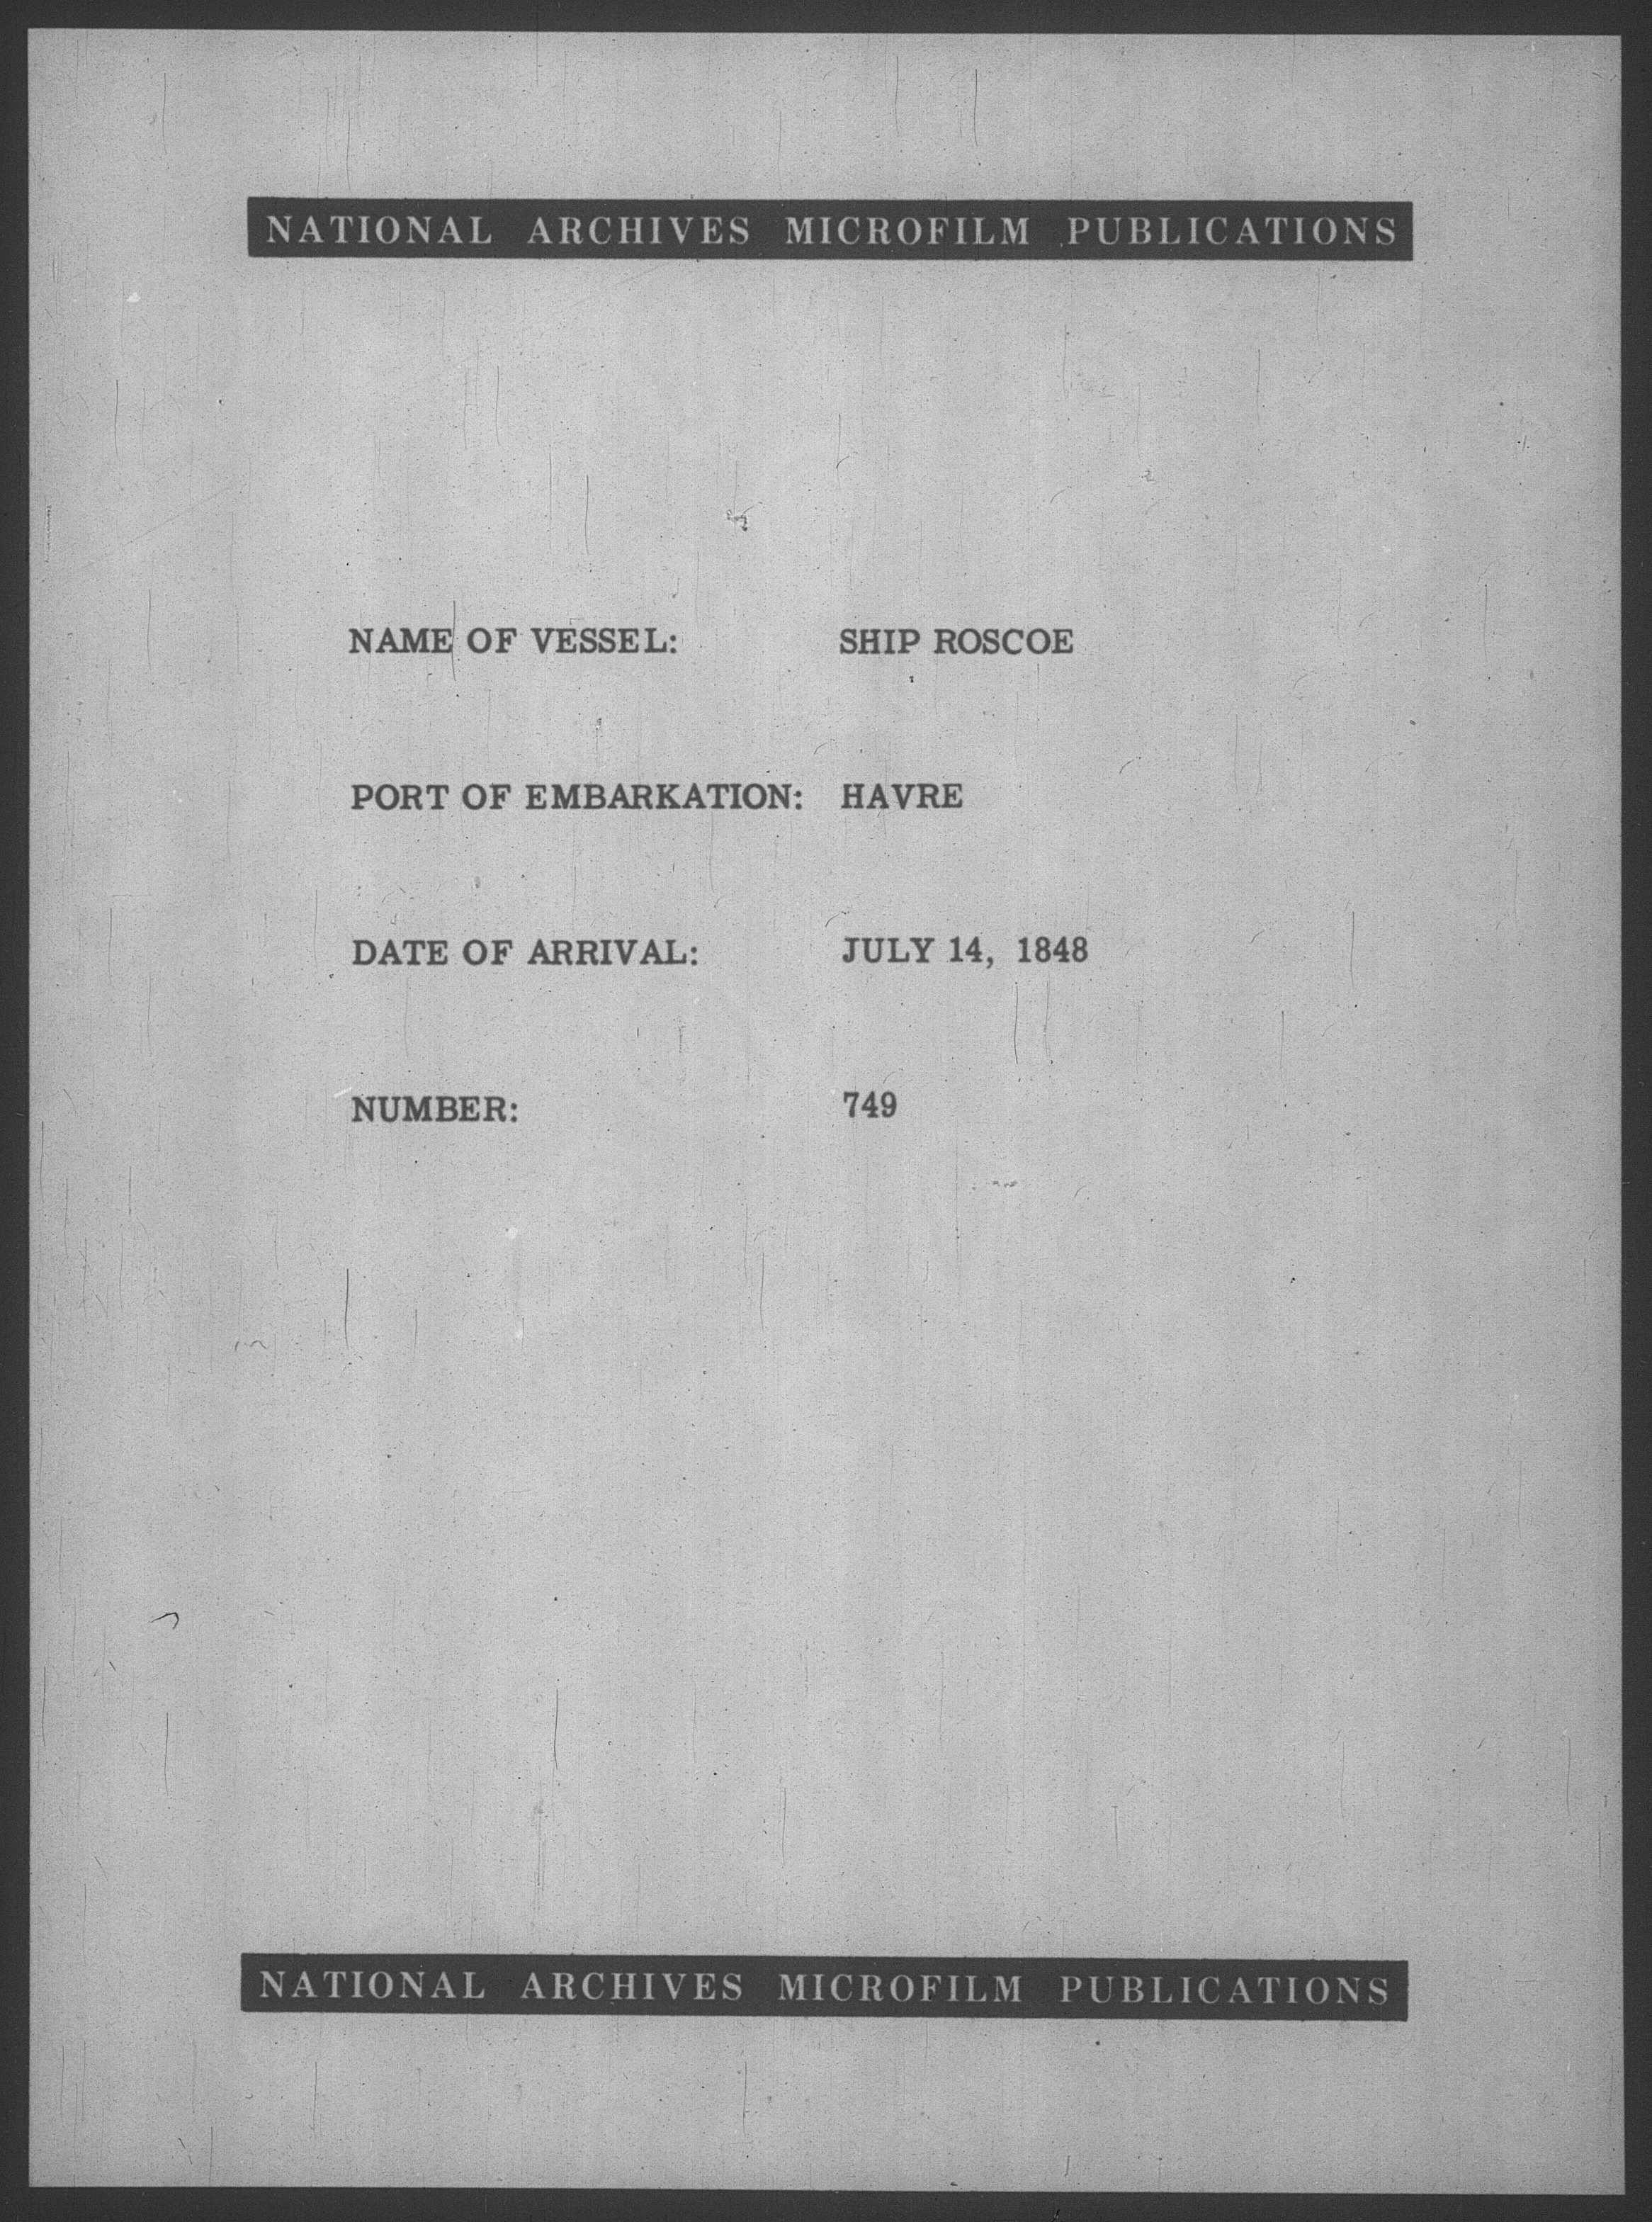 NATIONAL ARCHIVES MICROFILM PUBLICATIONS
NAME OF VESSEL: SHIP ROSCOE
PORT OF EMBARKATION: HAVRE
DATE OF ARRIVAL: JULY 14, 1848
NUMBER: 749
NATIONAL ARCHIVES MICROFILM PUBLICATIONS